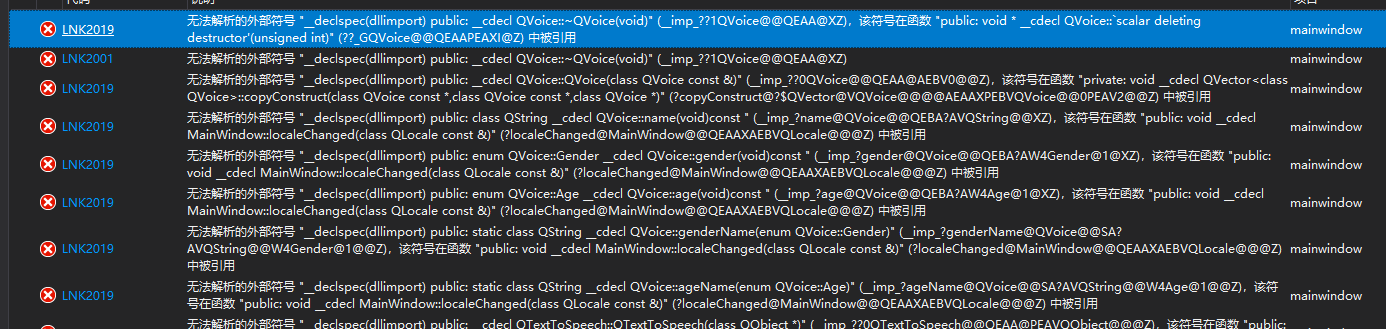 无法解析的外部符号 "__declspec(dllimport) public: __cdecl QVoice::~QVoice(void)" (__imp_??1QVoice@@QEAA@XZ)，该符号在函数 "public: void * __cdecl QVoice::`scalar deleting
LNK2019
destructor'(unsigned int)" (??_GQVoice@@QEAAPEAXI@Z) 中被引用
mainwindow
LNK2001
无法解析的外部符号 "__declspec(dllimport) public: __cdecl QVoice::~QVoice(void)" (__imp_??1QVoice@@QEAA@XZ)
mainwindow
无法解析的外部符号 "__declspec(dllimport) public: __cdecl QVoice::QVoice(class QVoice const &)" (__imp_??0QVoice@@QEAA@AEBV0@@Z)，该符号在函数 "private: void __cdecl QVector<class
LNK2019
QVoice>::copyConstruct(class QVoice const *,class QVoice const *,class QVoice *)" (?copyConstruct@?$QVector@VQVoice@@@@AEAAXPEBVQVoice@@0PEAV2@@Z) 中被引用
mainwindow
无法解析的外部符号 "__declspec(dllimport) public: class QString __cdecl QVoice::name(void)const " (__imp_?name@QVoice@@QEBA?AVQString@@XZ)，该符号在函数 "public: void __cdecl
LNK2019
MainWindow::localeChanged(class QLocale const &)" (?localeChanged@MainWindow@@QEAAXAEBVQLocale@@@Z) 中被引用
mainwindow
无法解析的外部符号 "__declspec(dllimport) public: enum QVoice::Gender __cdecl QVoice::gender(void)const " (__imp_?gender@QVoice@@QEBA?AW4Gender@1@XZ)，该符号在函数 "public:
LNK2019
void __cdecl MainWindow::localeChanged(class QLocale const &)" (?localeChanged@MainWindow@@QEAAXAEBVQLocale@@@Z) 中被引用
mainwindow
无法解析的外部符号 "__declspec(dllimport) public: enum QVoice::Age __cdecl QVoice::age(void)const " (__imp_?age@QVoice@@QEBA?AW4Age@1@XZ)，该符号在函数 "public: void __cdecl
LNK2019
MainWindow::localeChanged(class QLocale const &)" (?localeChanged@MainWindow@@QEAAXAEBVQLocale@@@Z) 中被引用
mainwindow
无法解析的外部符号 "__declspec(dllimport) public: static class QString __cdecl QVoice::genderName(enum QVoice::Gender)" (__imp_?genderName@QVoice@@SA?
LNK2019
AVQString@@W4Gender@1@@Z)，该符号在函数 "public: void __cdecl MainWindow::localeChanged(class QLocale const &)" (?localeChanged@MainWindow@@QEAAXAEBVQLocale@@@Z)
mainwindow
中被引用
无法解析的外部符号 "__declspec(dllimport) public: static class QString __cdecl QVoice::ageName(enum QVoice::Age)" (__imp_?ageName@QVoice@@SA?AVQString@@W4Age@1@@Z)，该符
LNK2019
号在函数 "public: void __cdecl MainWindow::localeChanged(class QLocale const &)" (?localeChanged@MainWindow@@QEAAXAEBVQLocale@@@Z) 中被引用
mainwindow
无法解析的外部符号 "__declspec(dllimport) public: __cdecl QTextToSpeech::QTextToSpeech(class QObject *)" (__imp_??0QTextToSpeech@@QEAA@PEAVQObject@@@Z)，该符号在函数 "public: